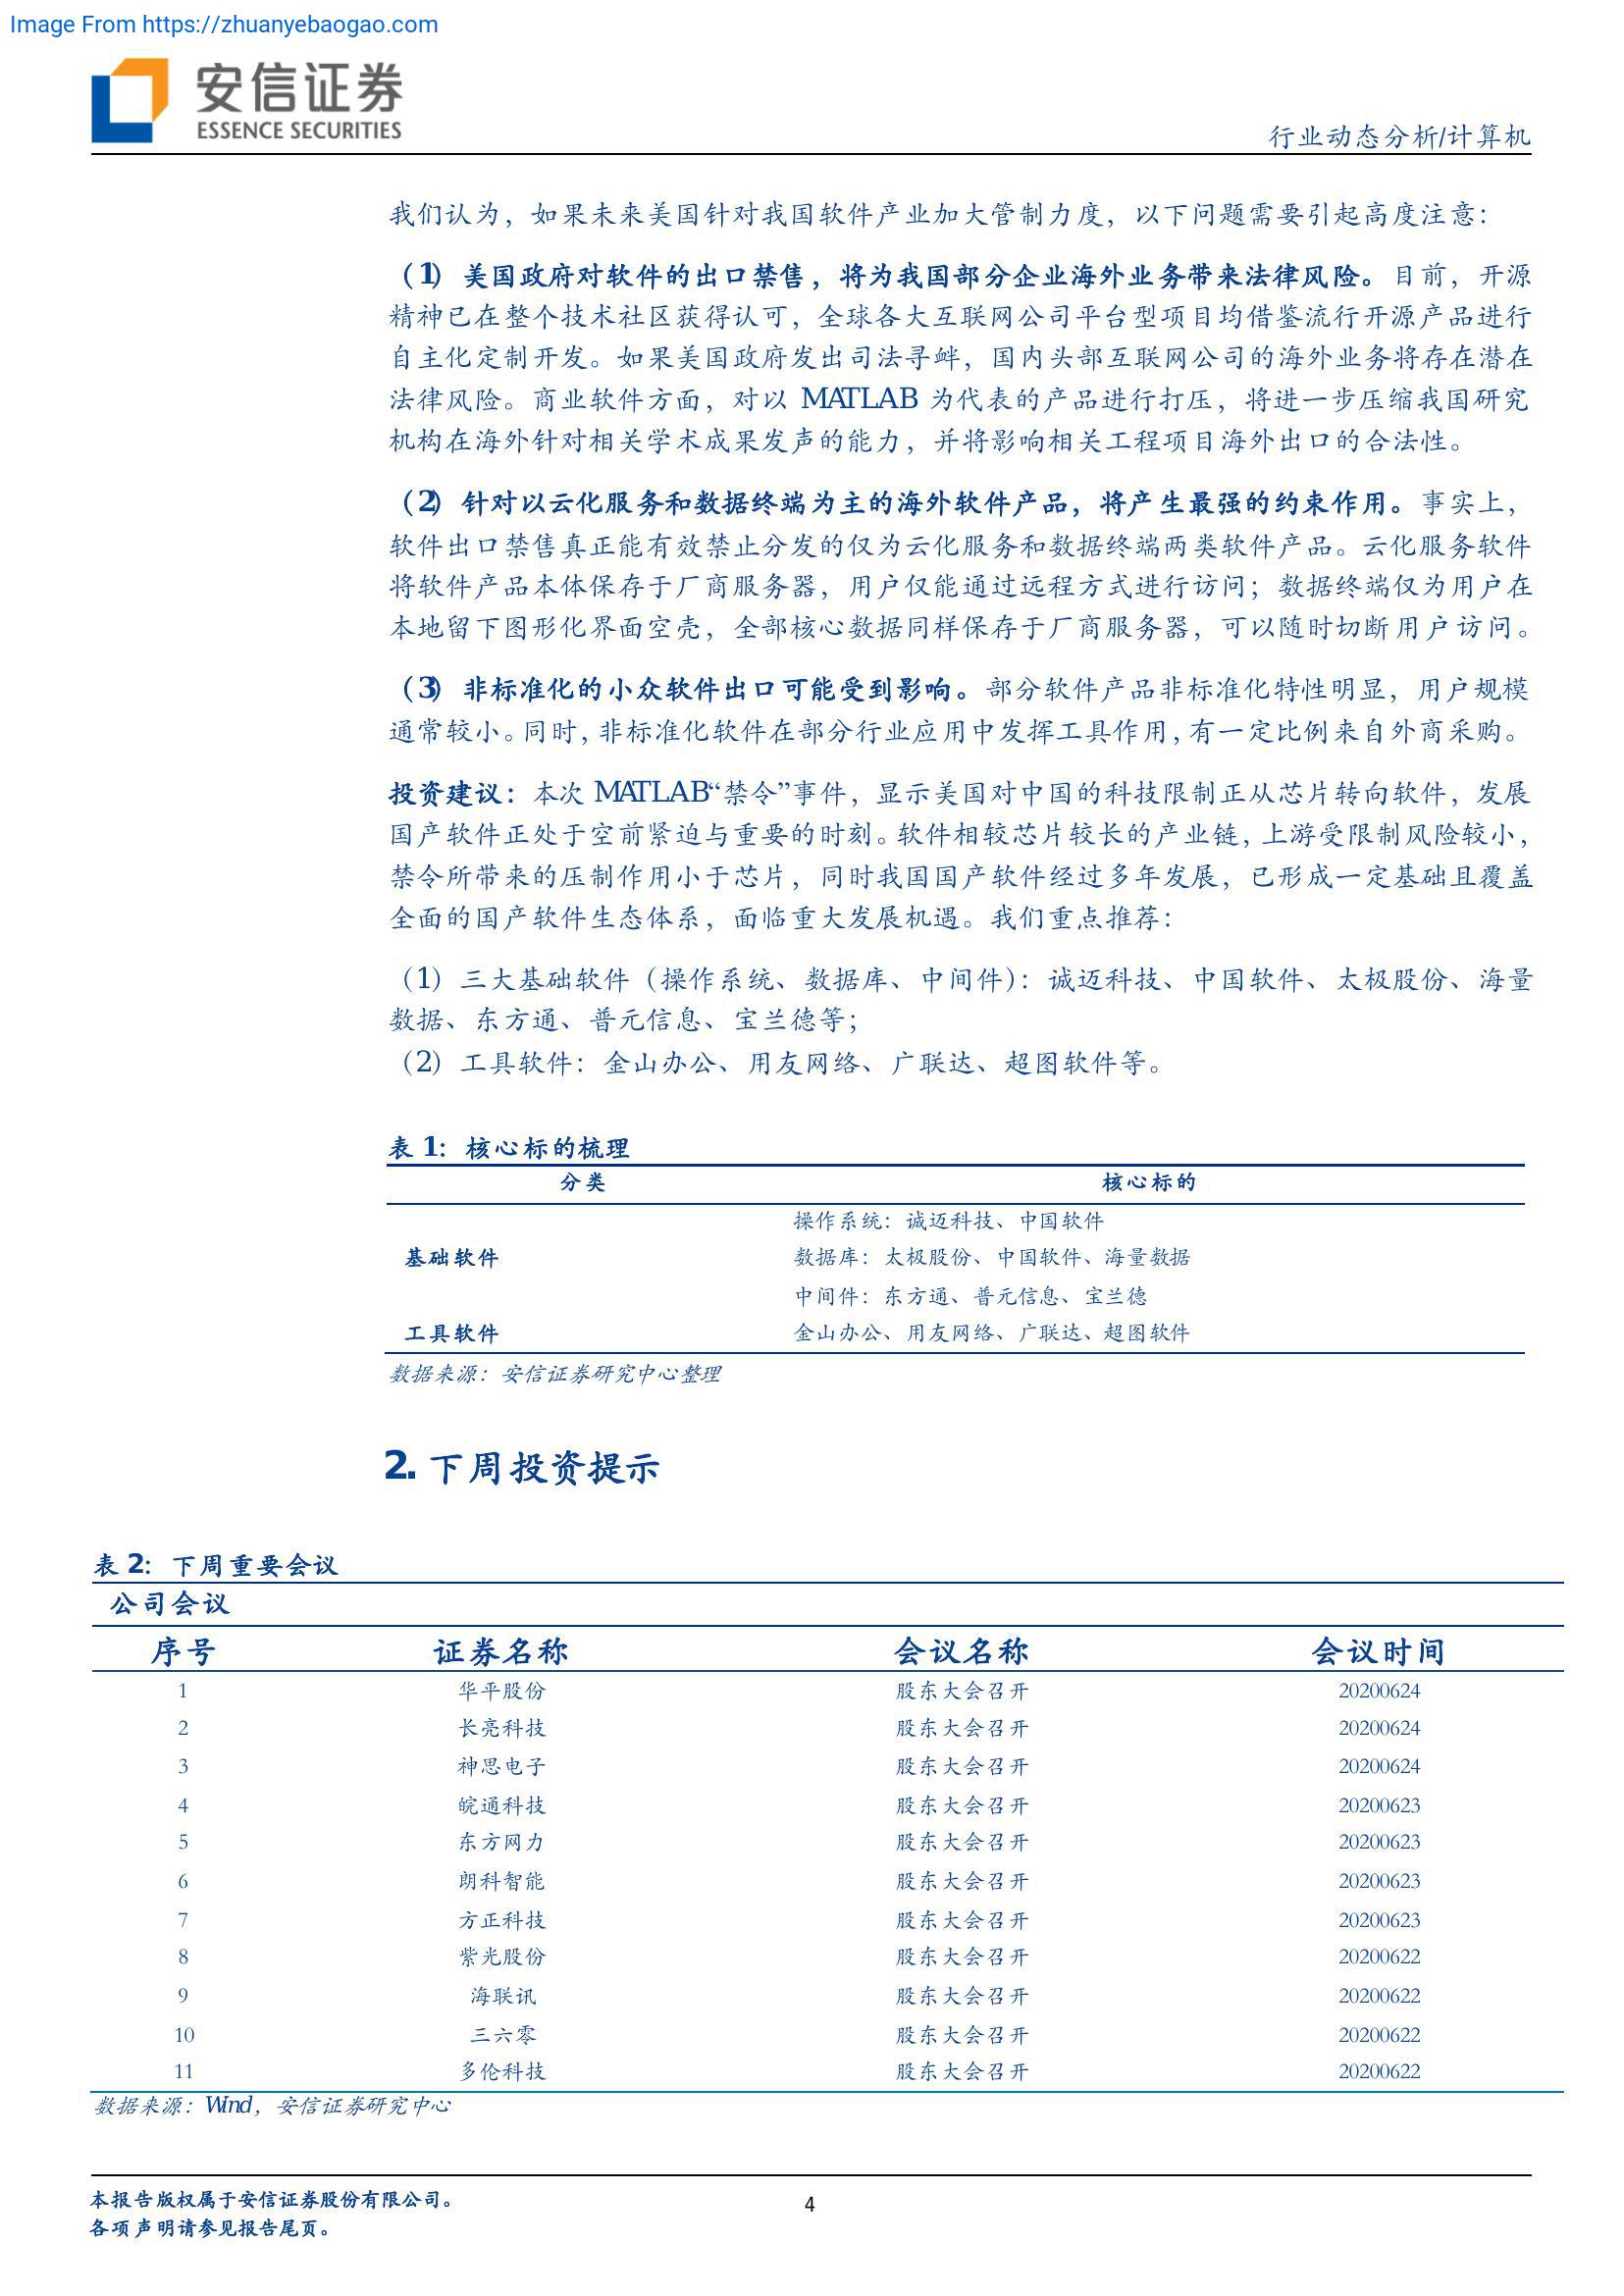 Image From https://zhuanyebaogao.com
安信证券
ESSENCE SECURITIES
行业动态分析/计算机
我们认为，如果未来美国针对我国软件产业加大管制力度，以下问题需要引起高度注意：
（1）美国政府对软件的出口禁售，将为我国部分企业海外业务带来法律风险。目前，开源
精神已在整个技术社区获得认可，全球各大互联网公司平台型项目均借鉴流行开源产品进行
自主化定制开发。如果美国政府发出司法寻衅，国内头部互联网公司的海外业务将存在潜在
法律风险。商业软件方面，对以 MATLAB 为代表的产品进行打压，将进一步压缩我国研究
机构在海外针对相关学术成果发声的能力，并将影响相关工程项目海外出口的合法性。
（2）针对以云化服务和数据终端为主的海外软件产品，将产生最强的约束作用。事实上，
软件出口禁售真正能有效禁止分发的仅为云化服务和数据终端两类软件产品。云化服务软件
将软件产品本体保存于厂商服务器，用户仅能通过远程方式进行访问；数据终端仅为用户在
本地留下图形化界面空壳，全部核心数据同样保存于厂商服务器，可以随时切断用户访问。
（3）非标准化的小众软件出口可能受到影响。部分软件产品非标准化特性明显，用户规模
通常较小。同时，非标准化软件在部分行业应用中发挥工具作用，有一定比例来自外商采购。
投资建议：本次 MATLAB“禁令”事件，显示美国对中国的科技限制正从芯片转向软件，发展
国产软件正处于空前紧迫与重要的时刻。软件相较芯片较长的产业链，上游受限制风险较小，
禁令所带来的压制作用小于芯片，同时我国国产软件经过多年发展，已形成一定基础且覆盖
全面的国产软件生态体系，面临重大发展机遇。我们重点推荐：
（1）三大基础软件（操作系统、数据库、中间件）：诚迈科技、中国软件、太极股份、海量
数据、东方通、普元信息、宝兰德等；
（2）工具软件：金山办公、用友网络、广联达、超图软件等。
表 1：核心标的梳理
分类 核心标的
操作系统：诚迈科技、中国软件
基础软件 数据库：太极股份、中国软件、海量数据
中间件：东方通、普元信息、宝兰德
工具软件 金山办公、用友网络、广联达、超图软件
数据来源：安信证券研究中心整理
2. 下周投资提示
表 2：下周重要会议
公司会议
序号 证券名称 会议名称 会议时间
1 华平股份 股东大会召开 20200624
2 长亮科技 股东大会召开 20200624
3 神思电子 股东大会召开 20200624
4 皖通科技 股东大会召开 20200623
5 东方网力 股东大会召开 20200623
6 朗科智能 股东大会召开 20200623
7 方正科技 股东大会召开 20200623
8 紫光股份 股东大会召开 20200622
9 海联讯 股东大会召开 20200622
10 三六零 股东大会召开 20200622
11 多伦科技 股东大会召开 20200622
数据来源：Wind，安信证券研究中心
本报告版权属于安信证券股份有限公司。
4
各项声明请参见报告尾页。